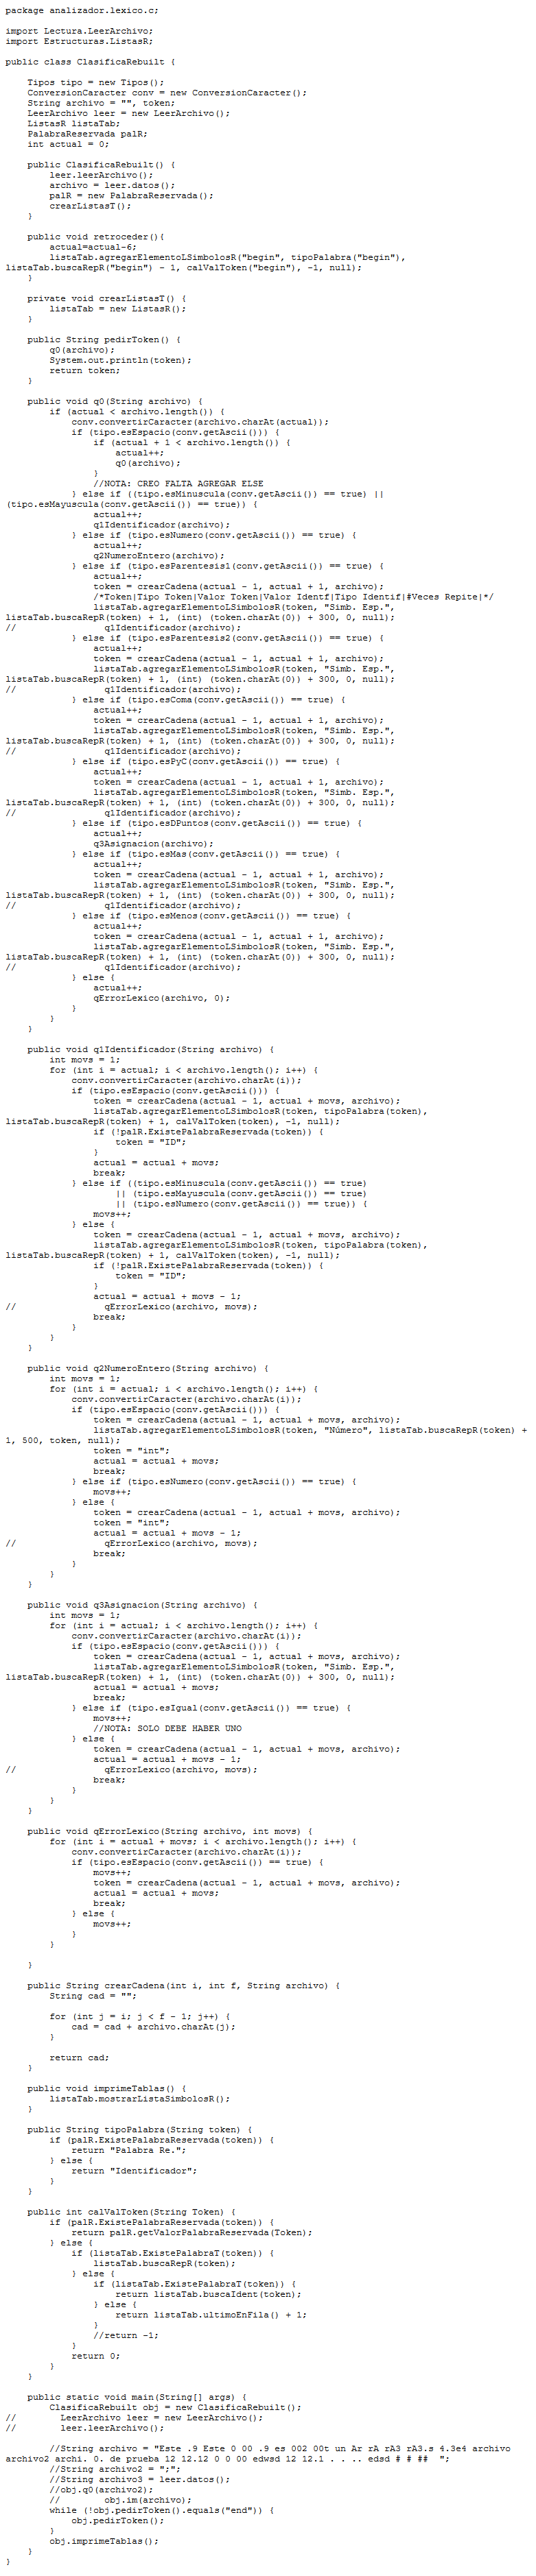 package analizador.lexico.c;

import Lectura.LeerArchivo;
import Estructuras.ListasR;

public class ClasificaRebuilt {

    Tipos tipo = new Tipos();
    ConversionCaracter conv = new ConversionCaracter();
    String archivo = "", token;
    LeerArchivo leer = new LeerArchivo();
    ListasR listaTab;
    PalabraReservada palR;
    int actual = 0;

    public ClasificaRebuilt() {
        leer.leerArchivo();
        archivo = leer.datos();
        palR = new PalabraReservada();
        crearListasT();
    }

    public void retroceder(){
        actual=actual-6;
        listaTab.agregarElementoLSimbolosR("begin", tipoPalabra("begin"),
listaTab.buscaRepR("begin") - 1, calValToken("begin"), -1, null);
    }

    private void crearListasT() {
        listaTab = new ListasR();
    }

    public String pedirToken() {
        q0(archivo);
        System.out.println(token);
        return token;
    }

    public void q0(String archivo) {
        if (actual < archivo.length()) {
            conv.convertirCaracter(archivo.charAt(actual));
            if (tipo.esEspacio(conv.getAscii())) {
                if (actual + 1 < archivo.length()) {
                    actual++;
                    q0(archivo);
                }
                //NOTA: CREO FALTA AGREGAR ELSE
            } else if ((tipo.esMinuscula(conv.getAscii()) == true) ||
(tipo.esMayuscula(conv.getAscii()) == true)) {
                actual++;
                q1Identificador(archivo);
            } else if (tipo.esNumero(conv.getAscii()) == true) {
                actual++;
                q2NumeroEntero(archivo);
            } else if (tipo.esParentesis1(conv.getAscii()) == true) {
                actual++;
                token = crearCadena(actual - 1, actual + 1, archivo);
                /*Token|Tipo Token|Valor Token|Valor Identf|Tipo Identif|#Veces Repite|*/
                listaTab.agregarElementoLSimbolosR(token, "Simb. Esp.",
listaTab.buscaRepR(token) + 1, (int) (token.charAt(0)) + 300, 0, null);
//                q1Identificador(archivo);
            } else if (tipo.esParentesis2(conv.getAscii()) == true) {
                actual++;
                token = crearCadena(actual - 1, actual + 1, archivo);
                listaTab.agregarElementoLSimbolosR(token, "Simb. Esp.",
listaTab.buscaRepR(token) + 1, (int) (token.charAt(0)) + 300, 0, null);
//                q1Identificador(archivo);
            } else if (tipo.esComa(conv.getAscii()) == true) {
                actual++;
                token = crearCadena(actual - 1, actual + 1, archivo);
                listaTab.agregarElementoLSimbolosR(token, "Simb. Esp.",
listaTab.buscaRepR(token) + 1, (int) (token.charAt(0)) + 300, 0, null);
//                q1Identificador(archivo);
            } else if (tipo.esPyC(conv.getAscii()) == true) {
                actual++;
                token = crearCadena(actual - 1, actual + 1, archivo);
                listaTab.agregarElementoLSimbolosR(token, "Simb. Esp.",
listaTab.buscaRepR(token) + 1, (int) (token.charAt(0)) + 300, 0, null);
//                q1Identificador(archivo);
            } else if (tipo.esDPuntos(conv.getAscii()) == true) {
                actual++;
                q3Asignacion(archivo);
            } else if (tipo.esMas(conv.getAscii()) == true) {
                actual++;
                token = crearCadena(actual - 1, actual + 1, archivo);
                listaTab.agregarElementoLSimbolosR(token, "Simb. Esp.",
listaTab.buscaRepR(token) + 1, (int) (token.charAt(0)) + 300, 0, null);
//                q1Identificador(archivo);
            } else if (tipo.esMenos(conv.getAscii()) == true) {
                actual++;
                token = crearCadena(actual - 1, actual + 1, archivo);
                listaTab.agregarElementoLSimbolosR(token, "Simb. Esp.",
listaTab.buscaRepR(token) + 1, (int) (token.charAt(0)) + 300, 0, null);
//                q1Identificador(archivo);
            } else {
                actual++;
                qErrorLexico(archivo, 0);
            }
        }
    }

    public void q1Identificador(String archivo) {
        int movs = 1;
        for (int i = actual; i < archivo.length(); i++) {
            conv.convertirCaracter(archivo.charAt(i));
            if (tipo.esEspacio(conv.getAscii())) {
                token = crearCadena(actual - 1, actual + movs, archivo);
                listaTab.agregarElementoLSimbolosR(token, tipoPalabra(token),
listaTab.buscaRepR(token) + 1, calValToken(token), -1, null);
                if (!palR.ExistePalabraReservada(token)) {
                    token = "ID";
                }
                actual = actual + movs;
                break;
            } else if ((tipo.esMinuscula(conv.getAscii()) == true)
                    || (tipo.esMayuscula(conv.getAscii()) == true)
                    || (tipo.esNumero(conv.getAscii()) == true)) {
                movs++;
            } else {
                token = crearCadena(actual - 1, actual + movs, archivo);
                listaTab.agregarElementoLSimbolosR(token, tipoPalabra(token),
listaTab.buscaRepR(token) + 1, calValToken(token), -1, null);
                if (!palR.ExistePalabraReservada(token)) {
                    token = "ID";
                }
                actual = actual + movs - 1;
//                qErrorLexico(archivo, movs);
                break;
            }
        }
    }

    public void q2NumeroEntero(String archivo) {
        int movs = 1;
        for (int i = actual; i < archivo.length(); i++) {
            conv.convertirCaracter(archivo.charAt(i));
            if (tipo.esEspacio(conv.getAscii())) {
                token = crearCadena(actual - 1, actual + movs, archivo);
                listaTab.agregarElementoLSimbolosR(token, "Número", listaTab.buscaRepR(token) +
1, 500, token, null);
                token = "int";
                actual = actual + movs;
                break;
            } else if (tipo.esNumero(conv.getAscii()) == true) {
                movs++;
            } else {
                token = crearCadena(actual - 1, actual + movs, archivo);
                token = "int";
                actual = actual + movs - 1;
//                qErrorLexico(archivo, movs);
                break;
            }
        }
    }

    public void q3Asignacion(String archivo) {
        int movs = 1;
        for (int i = actual; i < archivo.length(); i++) {
            conv.convertirCaracter(archivo.charAt(i));
            if (tipo.esEspacio(conv.getAscii())) {
                token = crearCadena(actual - 1, actual + movs, archivo);
                listaTab.agregarElementoLSimbolosR(token, "Simb. Esp.",
listaTab.buscaRepR(token) + 1, (int) (token.charAt(0)) + 300, 0, null);
                actual = actual + movs;
                break;
            } else if (tipo.esIgual(conv.getAscii()) == true) {
                movs++;
                //NOTA: SOLO DEBE HABER UNO
            } else {
                token = crearCadena(actual - 1, actual + movs, archivo);
                actual = actual + movs - 1;
//                qErrorLexico(archivo, movs);
                break;
            }
        }
    }

    public void qErrorLexico(String archivo, int movs) {
        for (int i = actual + movs; i < archivo.length(); i++) {
            conv.convertirCaracter(archivo.charAt(i));
            if (tipo.esEspacio(conv.getAscii()) == true) {
                movs++;
                token = crearCadena(actual - 1, actual + movs, archivo);
                actual = actual + movs;
                break;
            } else {
                movs++;
            }
        }

    }

    public String crearCadena(int i, int f, String archivo) {
        String cad = "";

        for (int j = i; j < f - 1; j++) {
            cad = cad + archivo.charAt(j);
        }

        return cad;
    }

    public void imprimeTablas() {
        listaTab.mostrarListaSimbolosR();
    }

    public String tipoPalabra(String token) {
        if (palR.ExistePalabraReservada(token)) {
            return "Palabra Re.";
        } else {
            return "Identificador";
        }
    }

    public int calValToken(String Token) {
        if (palR.ExistePalabraReservada(token)) {
            return palR.getValorPalabraReservada(Token);
        } else {
            if (listaTab.ExistePalabraT(token)) {
                listaTab.buscaRepR(token);
            } else {
                if (listaTab.ExistePalabraT(token)) {
                    return listaTab.buscaIdent(token);
                } else {
                    return listaTab.ultimoEnFila() + 1;
                }
                //return -1;
            }
            return 0;
        }
    }

    public static void main(String[] args) {
        ClasificaRebuilt obj = new ClasificaRebuilt();
//        LeerArchivo leer = new LeerArchivo();
//        leer.leerArchivo();

        //String archivo = "Este .9 Este 0 00 .9 es 002 00t un Ar rA rA3 rA3.s 4.3e4 archivo
archivo2 archi. 0. de prueba 12 12.12 0 0 00 edwsd 12 12.1 . . .. edsd # # ##  ";
        //String archivo2 = ";";
        //String archivo3 = leer.datos();
        //obj.q0(archivo2);
        //        obj.im(archivo);
        while (!obj.pedirToken().equals("end")) {
            obj.pedirToken();
        }
        obj.imprimeTablas();
    }
}